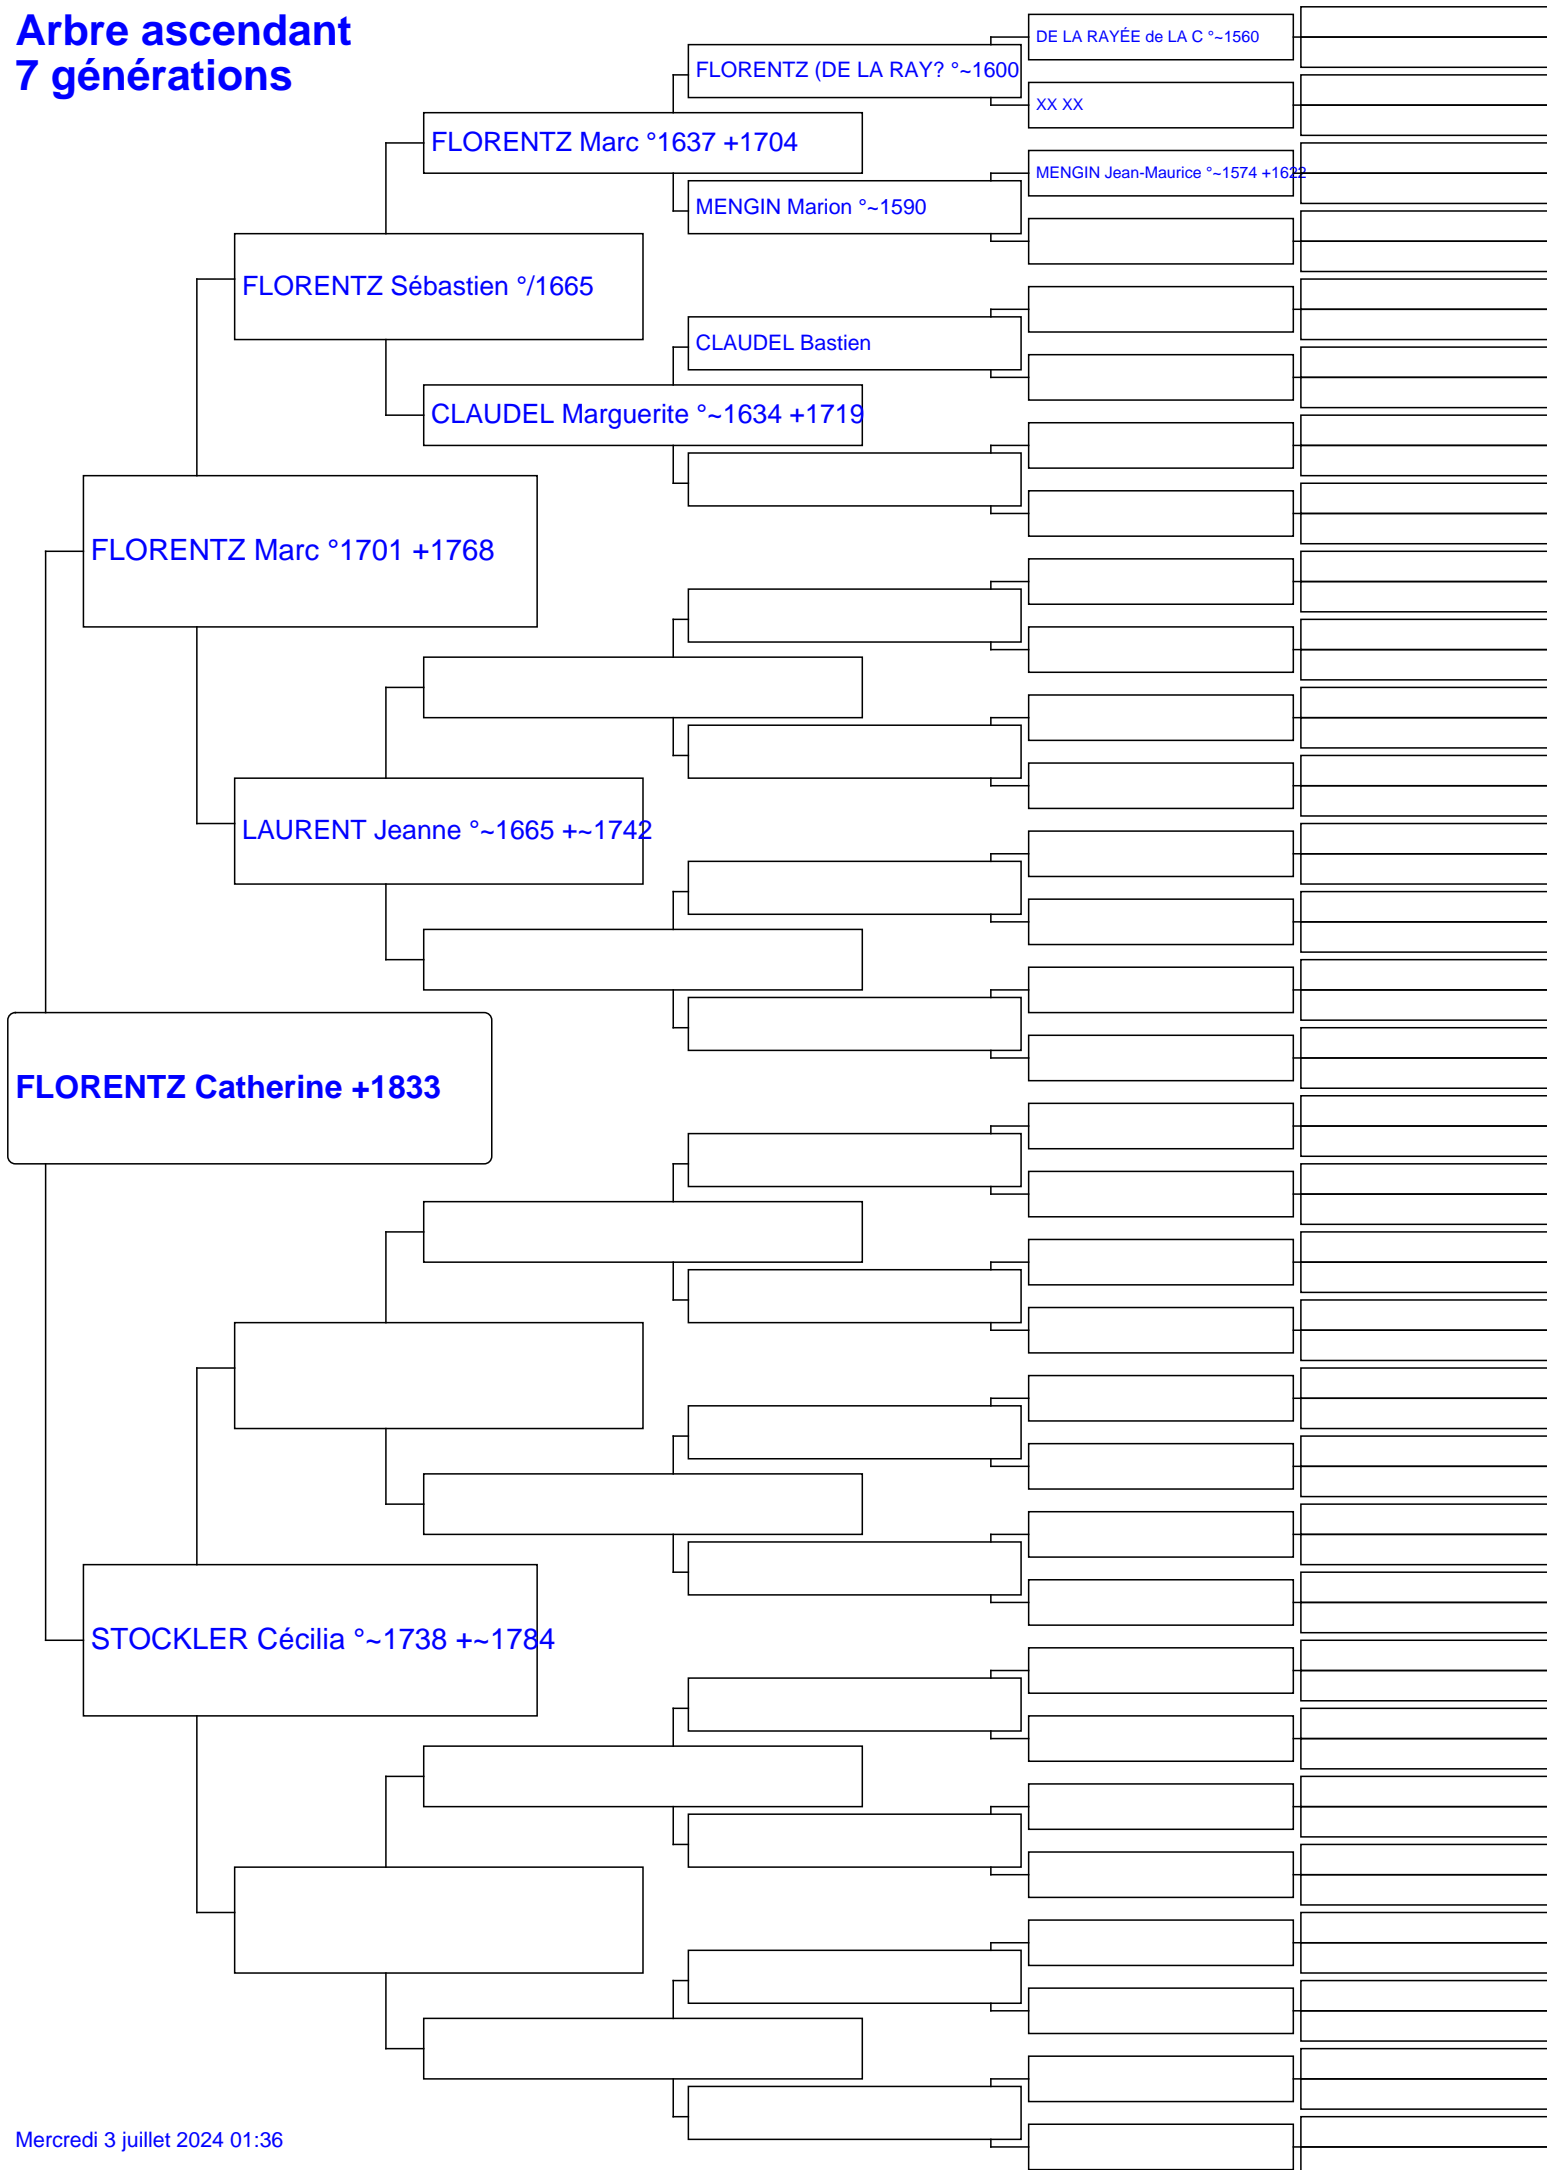 Arbre ascendant
7 générations
DE LA RAYÉE de LA C °~1560
FLORENTZ (DE LA RAY? °~1600
XX XX
FLORENTZ Marc °1637 +1704
MENGIN Jean-Maurice °~1574 +1622
MENGIN Marion °~1590
FLORENTZ Sébastien °/1665
CLAUDEL Bastien
CLAUDEL Marguerite °~1634 +1719
FLORENTZ Marc °1701 +1768
LAURENT Jeanne °~1665 +~1742
FLORENTZ Catherine +1833
STOCKLER Cécilia °~1738 +~1784
Mercredi 3 juillet 2024 01:36